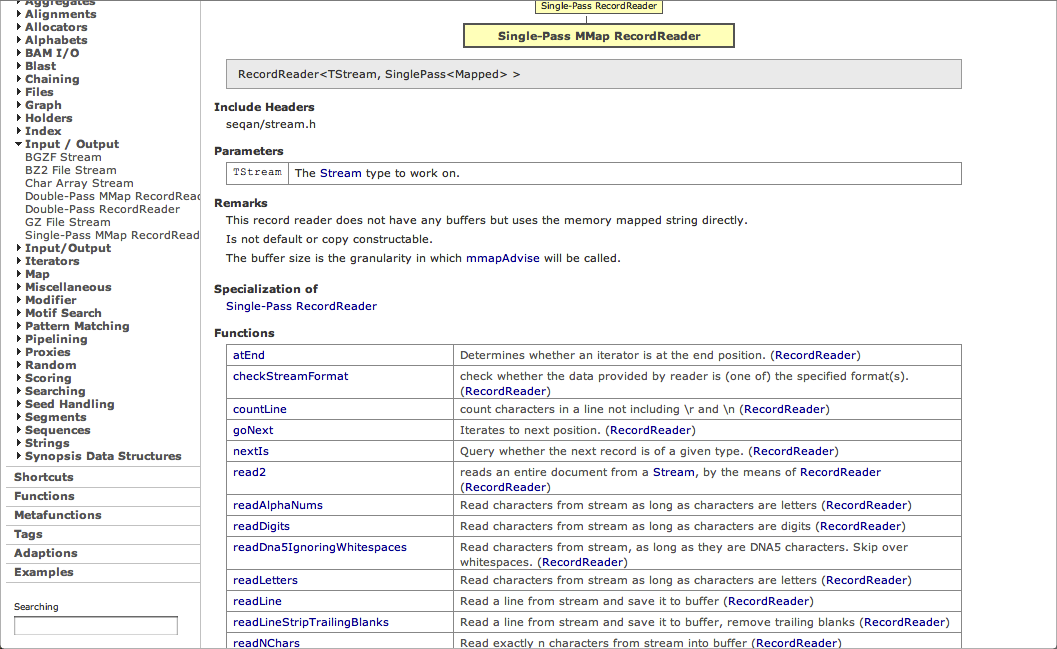 Aggregates
Alignments
Allocators
Alphabets
BAM I/O
Blast
Chaining
Files
Graph
Holders
Index
Input / Output
BGZF Stream
BZ2 File Stream
Char Array Stream
Double-Pass MMap RecordRead
Double-Pass RecordReader
GZ File Stream
Single-Pass MMap RecordRead
Input/Output
Iterators
Map
Miscellaneous
Modifier
Motif Search
Pattern Matching
Pipelining
Proxies
Random
Scoring
Searching
Seed Handling
Segments
Sequences
Strings
Synopsis Data Structures
Shortcuts
Functions
Metafunctions
Tags
Adaptions
Examples
Searching
Single-Pass RecordReader
Single-Pass MMap RecordReader
RecordReader<TStream, SinglePass<Mapped> >
Include Headers
seqan/stream.h
Parameters
TStream The Stream type to work on.
Remarks
This record reader does not have any buffers but uses the memory mapped string directly.
Is not default or copy constructable.
The buffer size is the granularity in which mmapAdvise will be called.
Specialization of
Single-Pass RecordReader
Functions
atEnd Determines whether an iterator is at the end position. (RecordReader)
checkStreamFormat check whether the data provided by reader is (one of) the specified format(s).
(RecordReader)
countLine count characters in a line not including \r and \n (RecordReader)
goNext Iterates to next position. (RecordReader)
nextIs Query whether the next record is of a given type. (RecordReader)
read2 reads an entire document from a Stream, by the means of RecordReader
(RecordReader)
readAlphaNums Read characters from stream as long as characters are letters (RecordReader)
readDigits Read characters from stream as long as characters are digits (RecordReader)
readDna5IgnoringWhitespaces Read characters from stream, as long as they are DNA5 characters. Skip over
whitespaces. (RecordReader)
readLetters Read characters from stream as long as characters are letters (RecordReader)
readLine Read a line from stream and save it to buffer (RecordReader)
readLineStripTrailingBlanks Read a line from stream and save it to buffer, remove trailing blanks (RecordReader)
readNChars Read exactly n characters from stream into buffer (RecordReader)